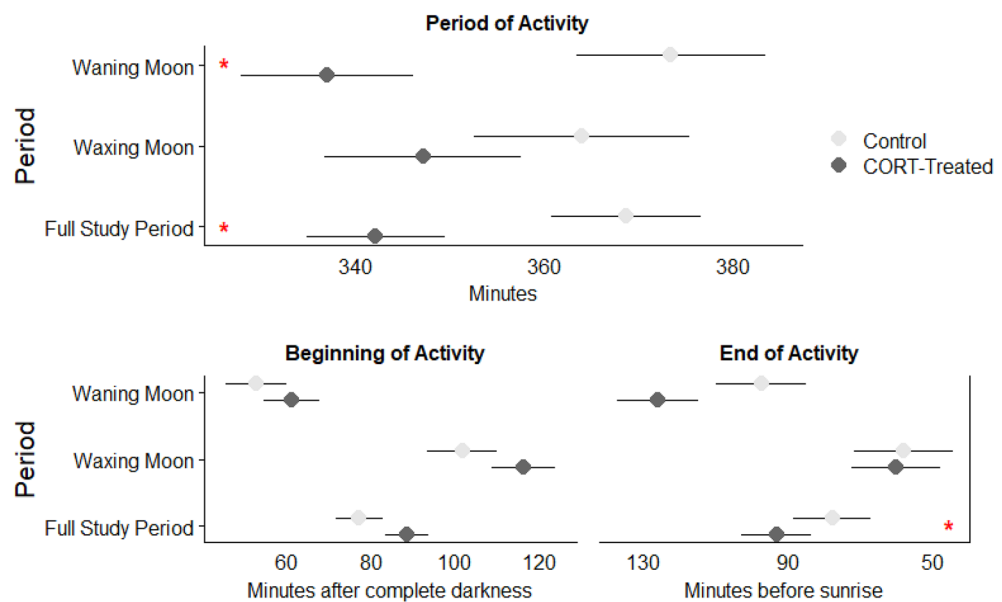 Period of Activity
Period
Waning Moon *
Waxing Moon
Full Study Period *
340 360 380
Minutes
Control
CORT-Treated
Beginning of Activity
Period
Waning Moon
Waxing Moon
Full Study Period
60 80 100 120
Minutes after complete darkness
End of Activity
*
130 90 50
Minutes before sunrise